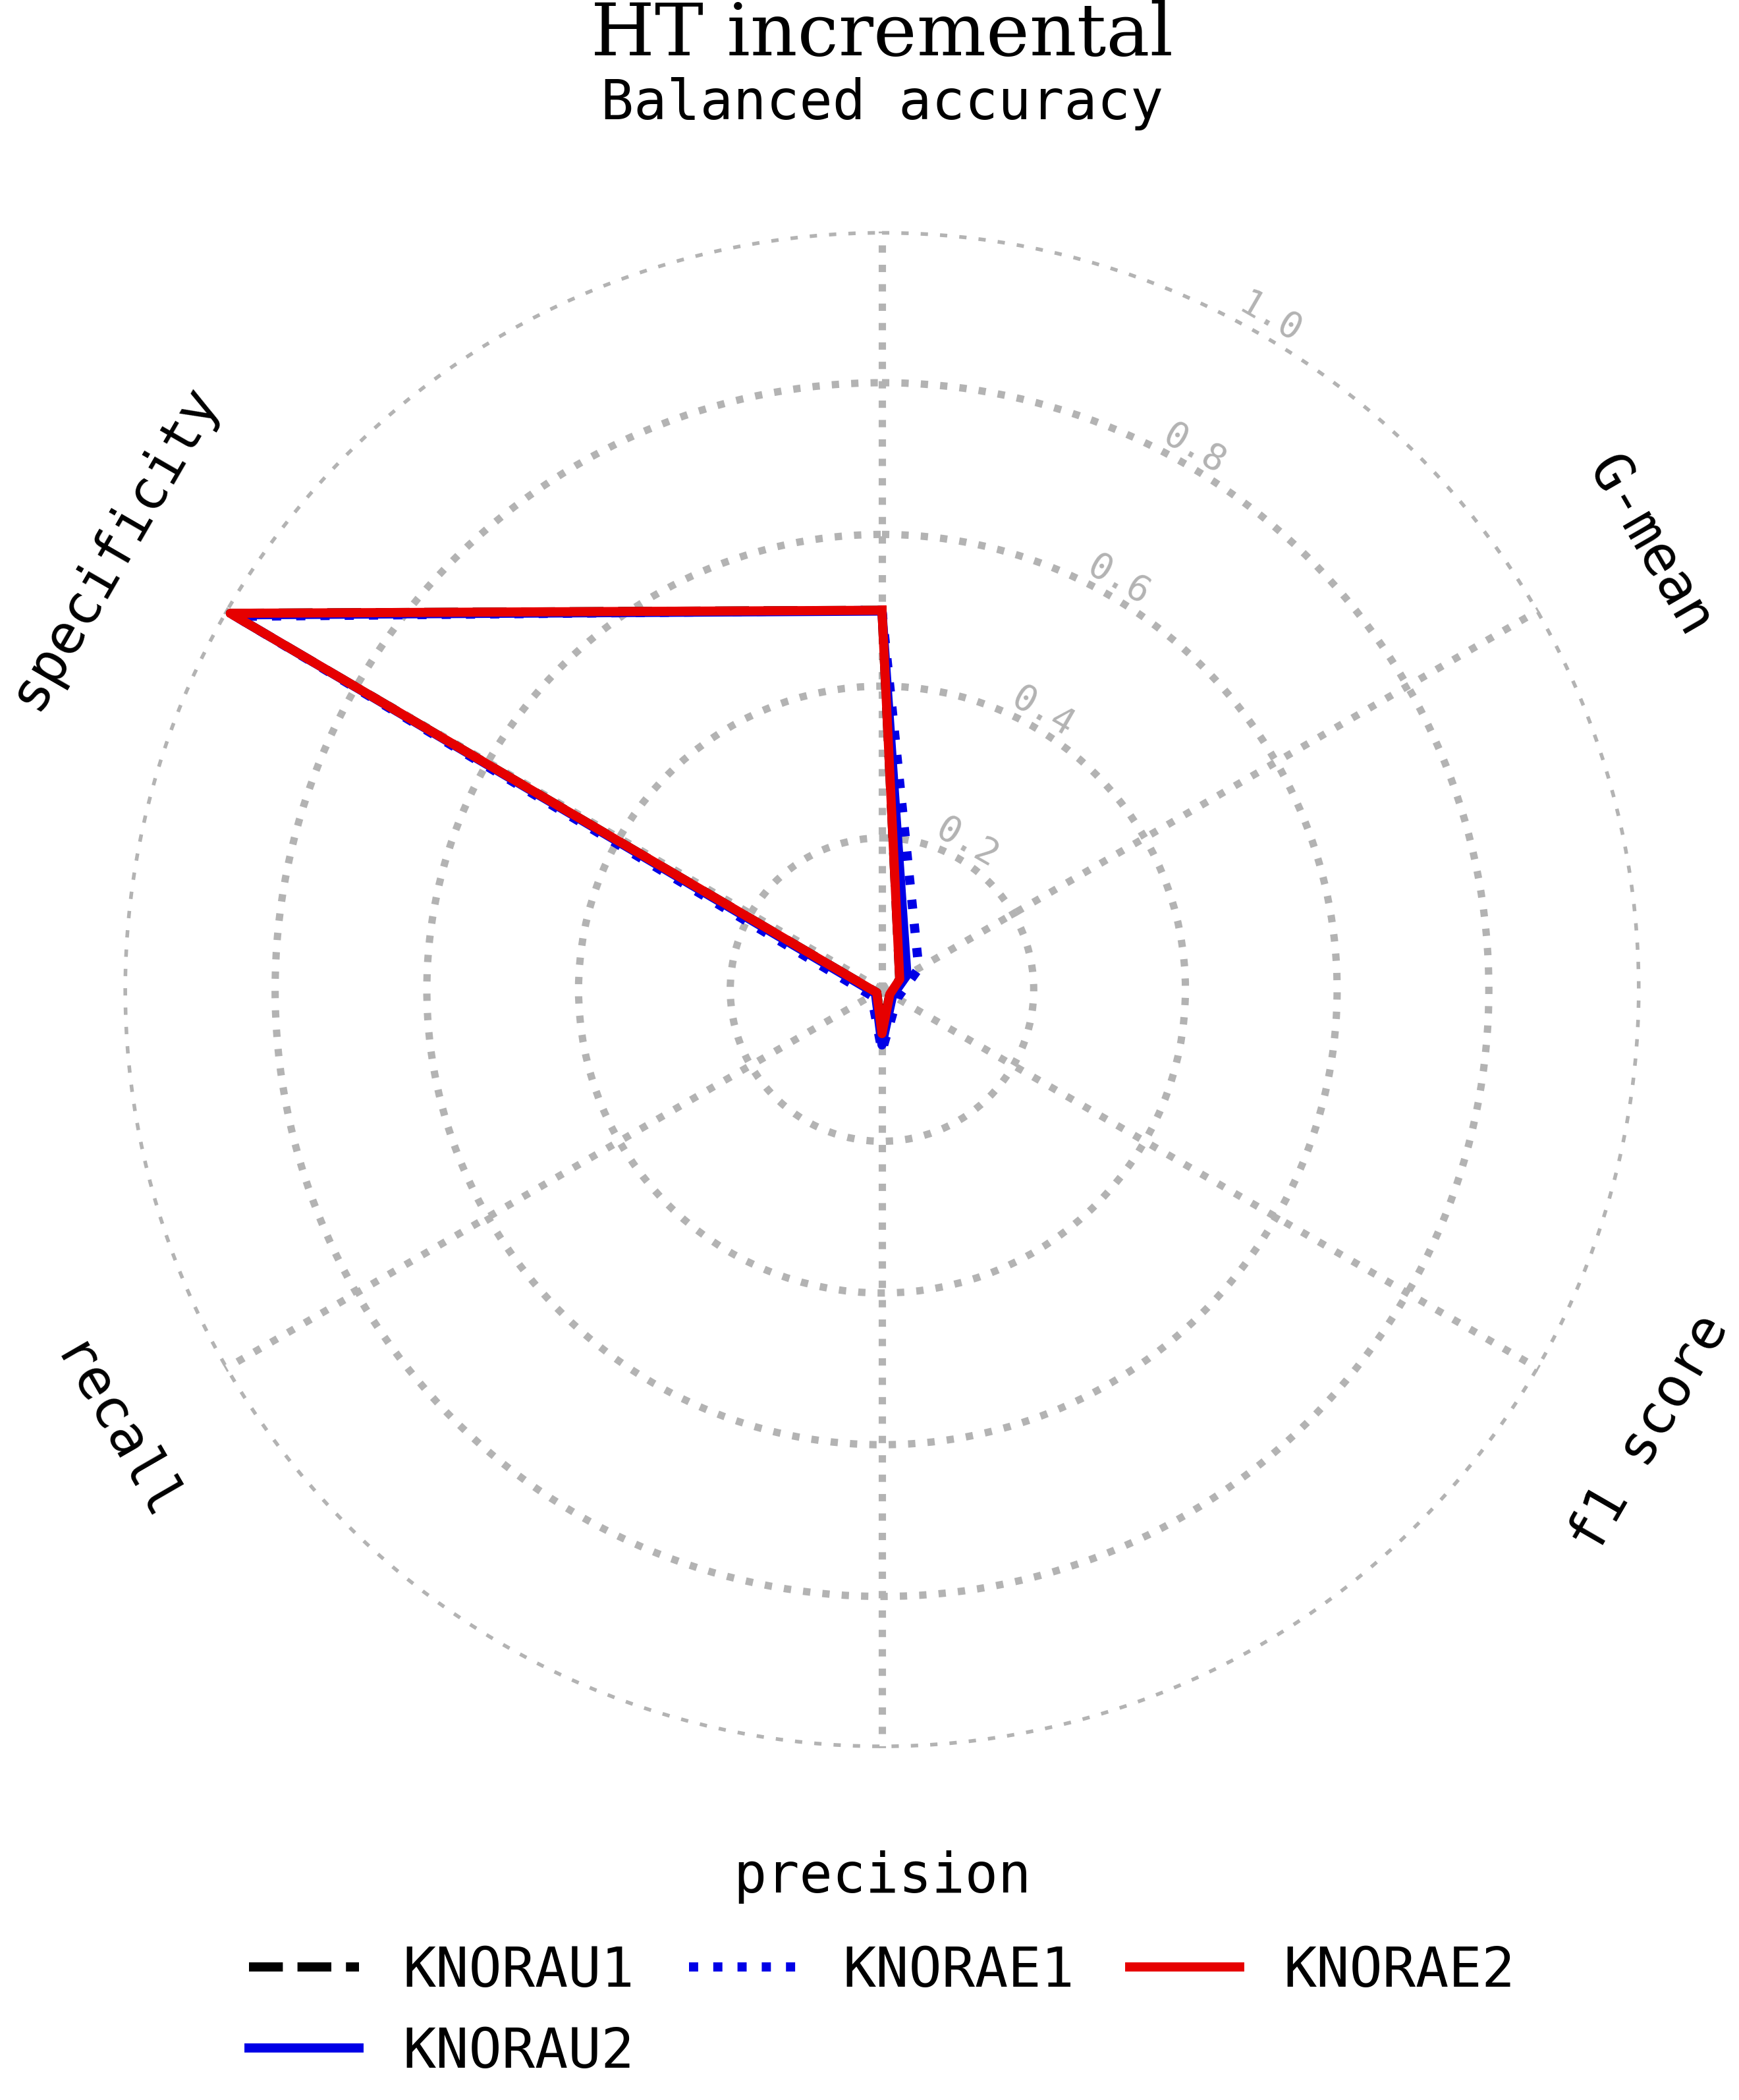 HT incremental
Balanced accuracy
1.0
0.8
G-mean
0.6
specificity
0.4
0.2
recall
f1 score
precision
KNORAU1 KNORAE1 KNORAE2
KNORAU2